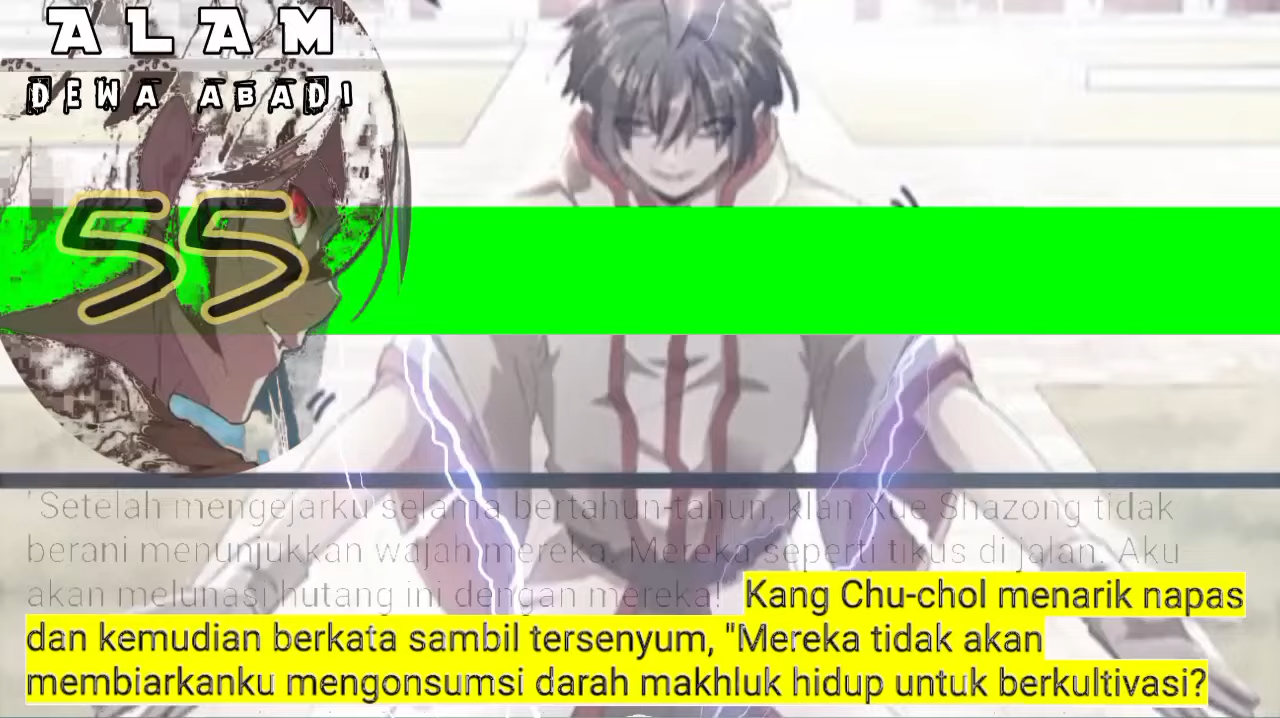 ALAM
DEWA ABADI
55
'Setelah mengejarku selama bertahun-tahun, klan Xue Shazong tidak
berani menunjukkan wajah mereka. Mereka seperti tikus di jalan. Aku
akan melunasi hutang ini dengan mereka!' Kang Chu-chol menarik napas
dan kemudian berkata sambil tersenyum, "Mereka tidak akan
membiarkanku mengonsumsi darah makhluk hidup untuk berkultivasi?